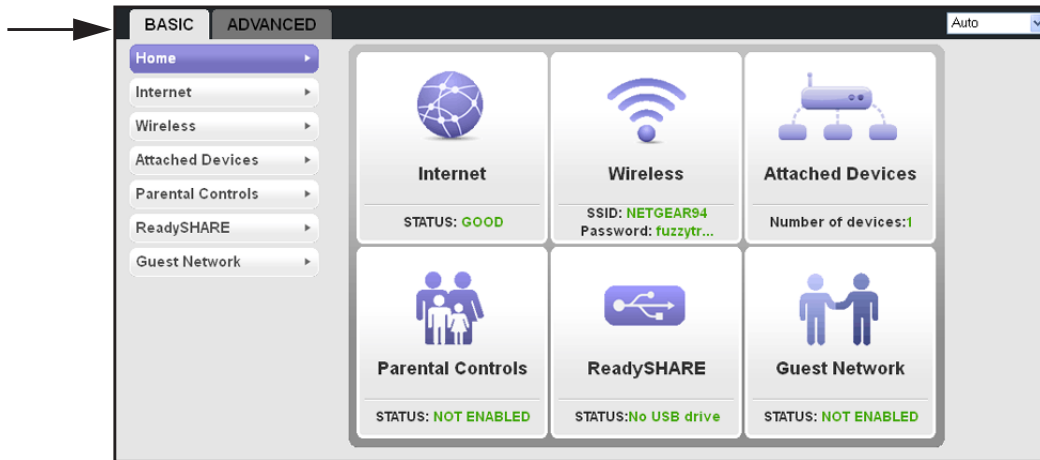 BASIC ADVANCED Auto
Home
Internet
Wireless
Attached Devices
Parental Controls
ReadySHARE
Guest Network
Internet
STATUS: GOOD
Wireless
SSID: NETGEAR94
Password: fuzzytr...
Attached Devices
Number of devices:1
Parental Controls
STATUS: NOT ENABLED
ReadySHARE
STATUS:No USB drive
Guest Network
STATUS: NOT ENABLED